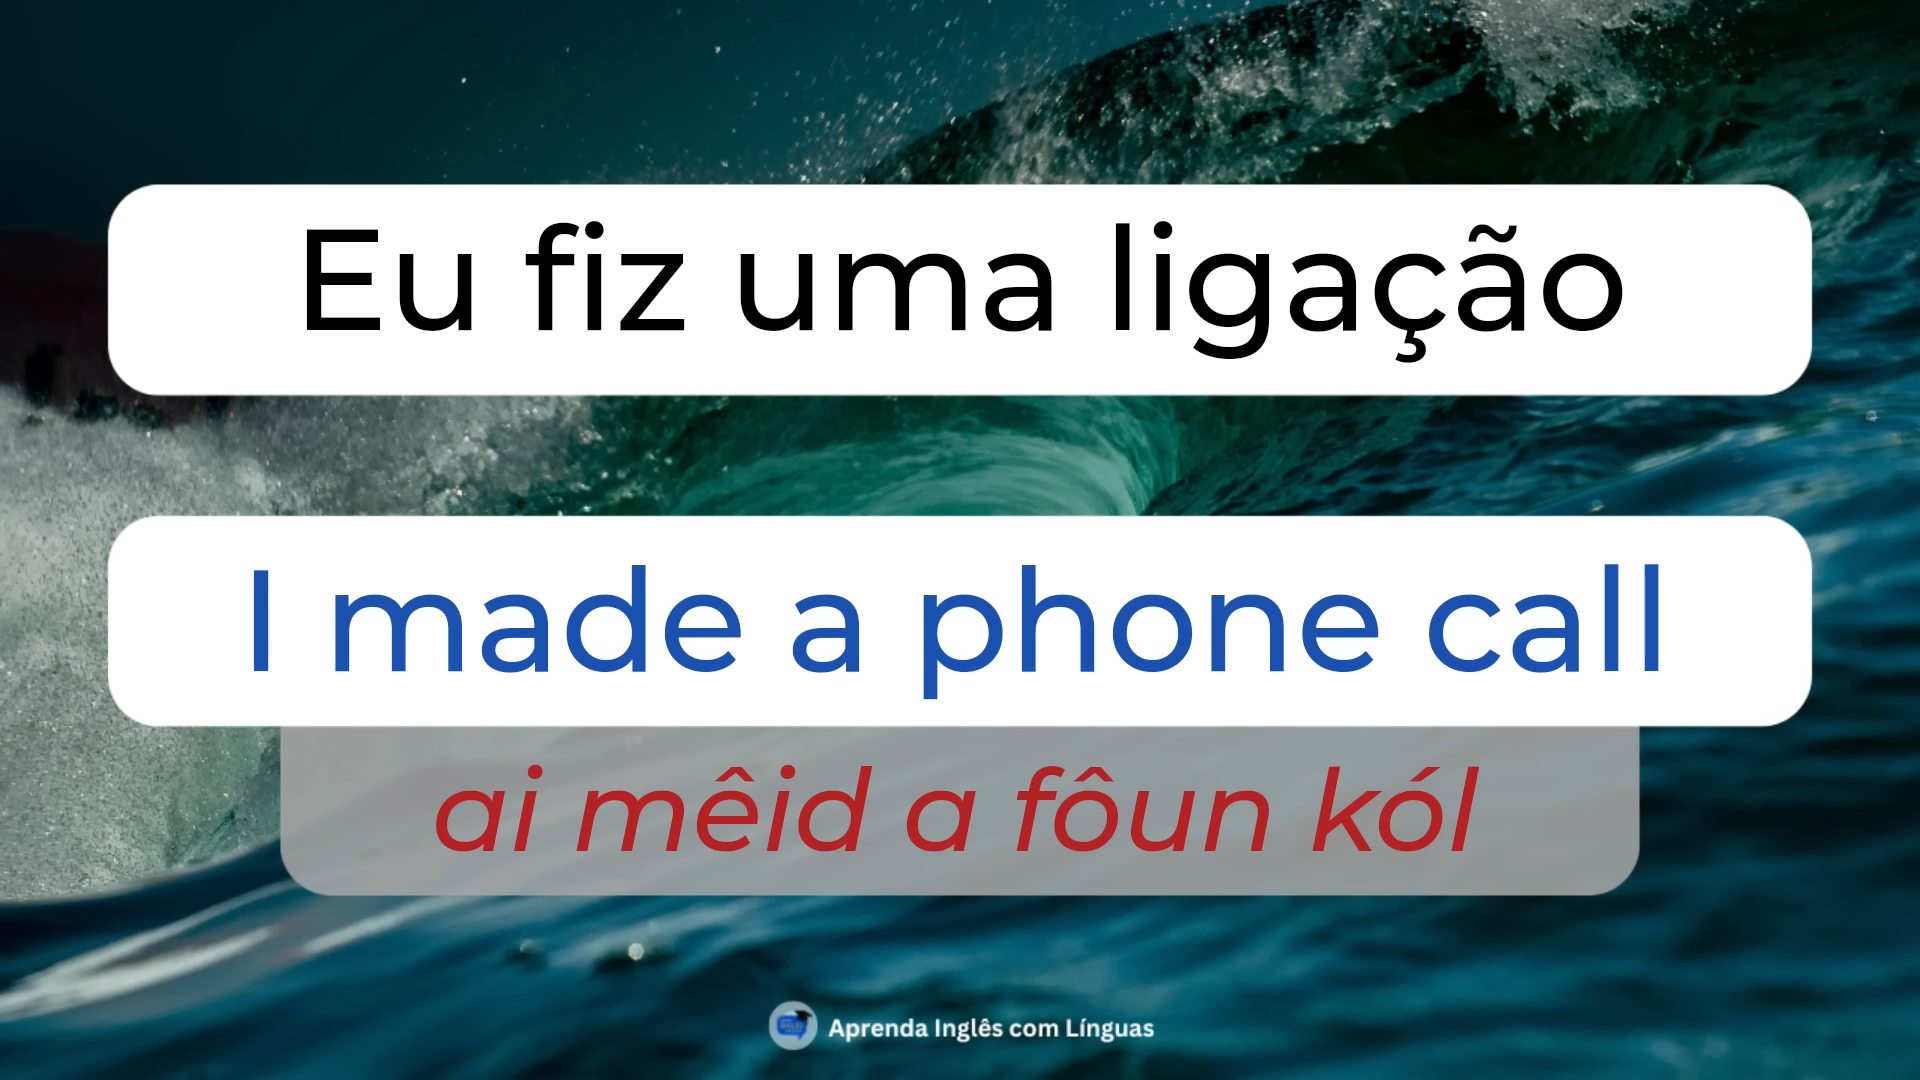 Eu fiz uma ligação
I made a phone call
ai mêid a fôun kól
Aprenda Inglês com Línguas